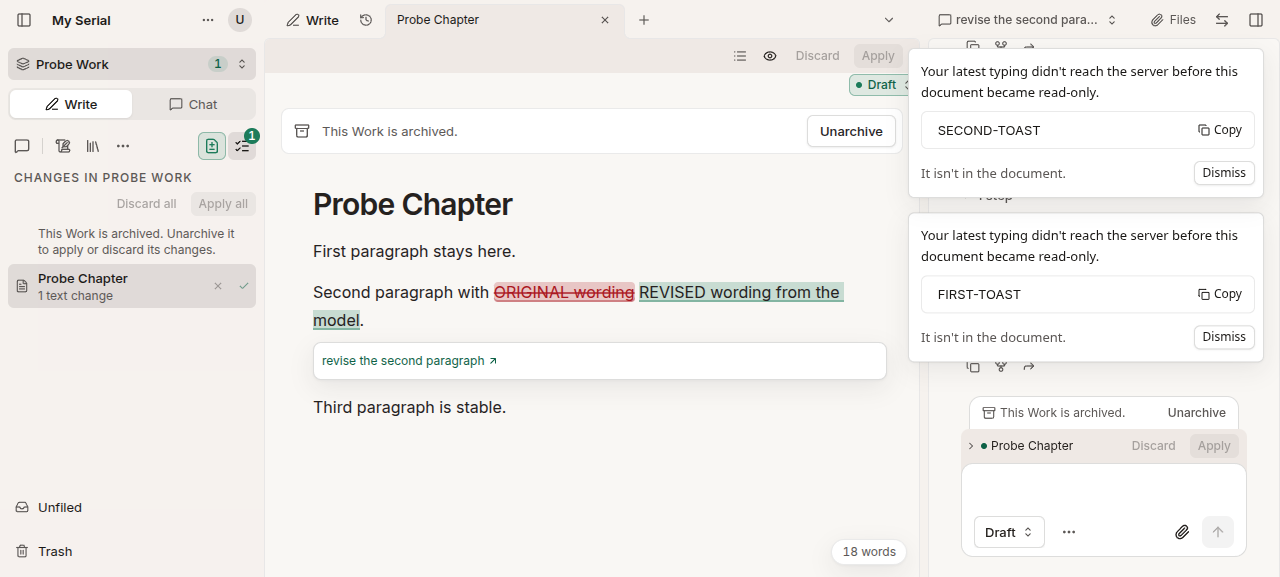 My Serial
U
Write
Probe Chapter
revise the second para...
Files
Probe Work
1
Write
Chat
1
CHANGES IN PROBE WORK
Discard all
Apply all
This Work is archived. Unarchive it
to apply or discard its changes.
Probe Chapter
1 text change
Unfiled
Trash
Discard
Apply
Draft
This Work is archived.
Unarchive
Probe Chapter
First paragraph stays here.
Second paragraph with ORIGINAL wording REVISED wording from the
model.
revise the second paragraph
Third paragraph is stable.
18 words
Your latest typing didn't reach the server before this
document became read-only.
SECOND-TOAST
Copy
It isn't in the document.
Dismiss
Your latest typing didn't reach the server before this
document became read-only.
FIRST-TOAST
Copy
It isn't in the document.
Dismiss
This Work is archived.
Unarchive
Probe Chapter
Discard
Apply
Draft